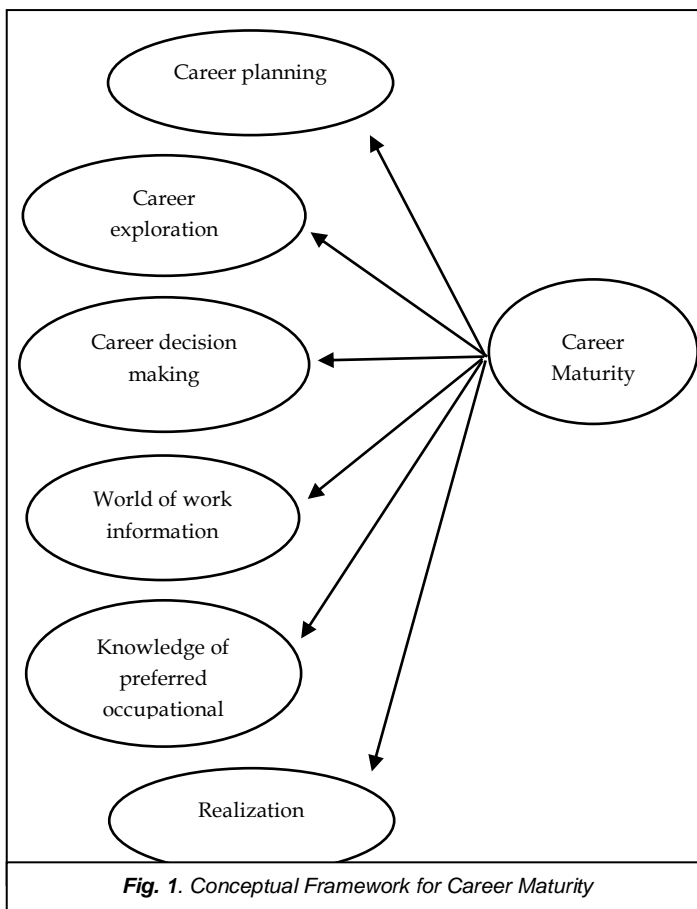 Career planning
Career
exploration
Career decision
making
Career
Maturity
World of work
information
Knowledge of
preferred
occupational
Realization
Fig. 1. Conceptual Framework for Career Maturity